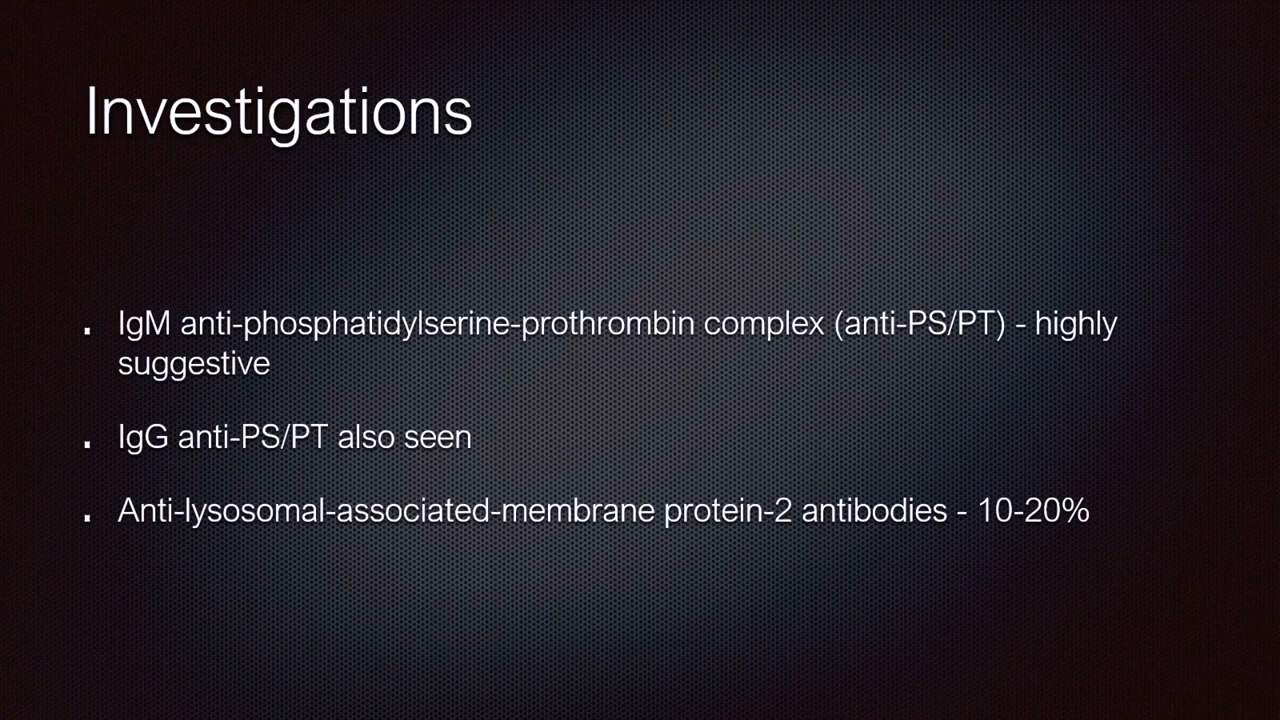 Investigations
. IgM anti-phosphatidylserine-prothrombin complex (anti-PS/PT) - highly
suggestive
. IgG anti-PS/PT also seen
. Anti-lysosomal-associated-membrane protein-2 antibodies - 10-20%